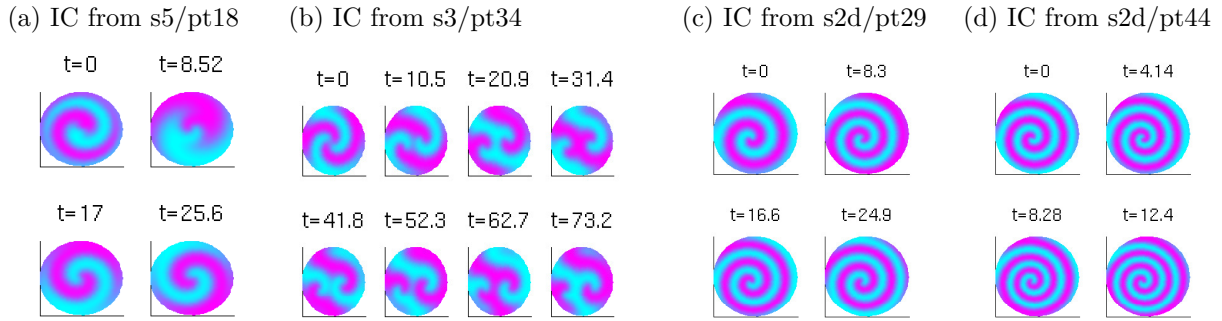 (a) IC from s5/pt18
(b) IC from s3/pt34
(c) IC from s2d/pt29
(d) IC from s2d/pt44
t=0 t=8.52
t=17 t=25.6
t=0 t=10.5 t=20.9 t=31.4
t=41.8 t=52.3 t=62.7 t=73.2
t=0 t=8.3
t=16.6 t=24.9
t=0 t=4.14
t=8.28 t=12.4